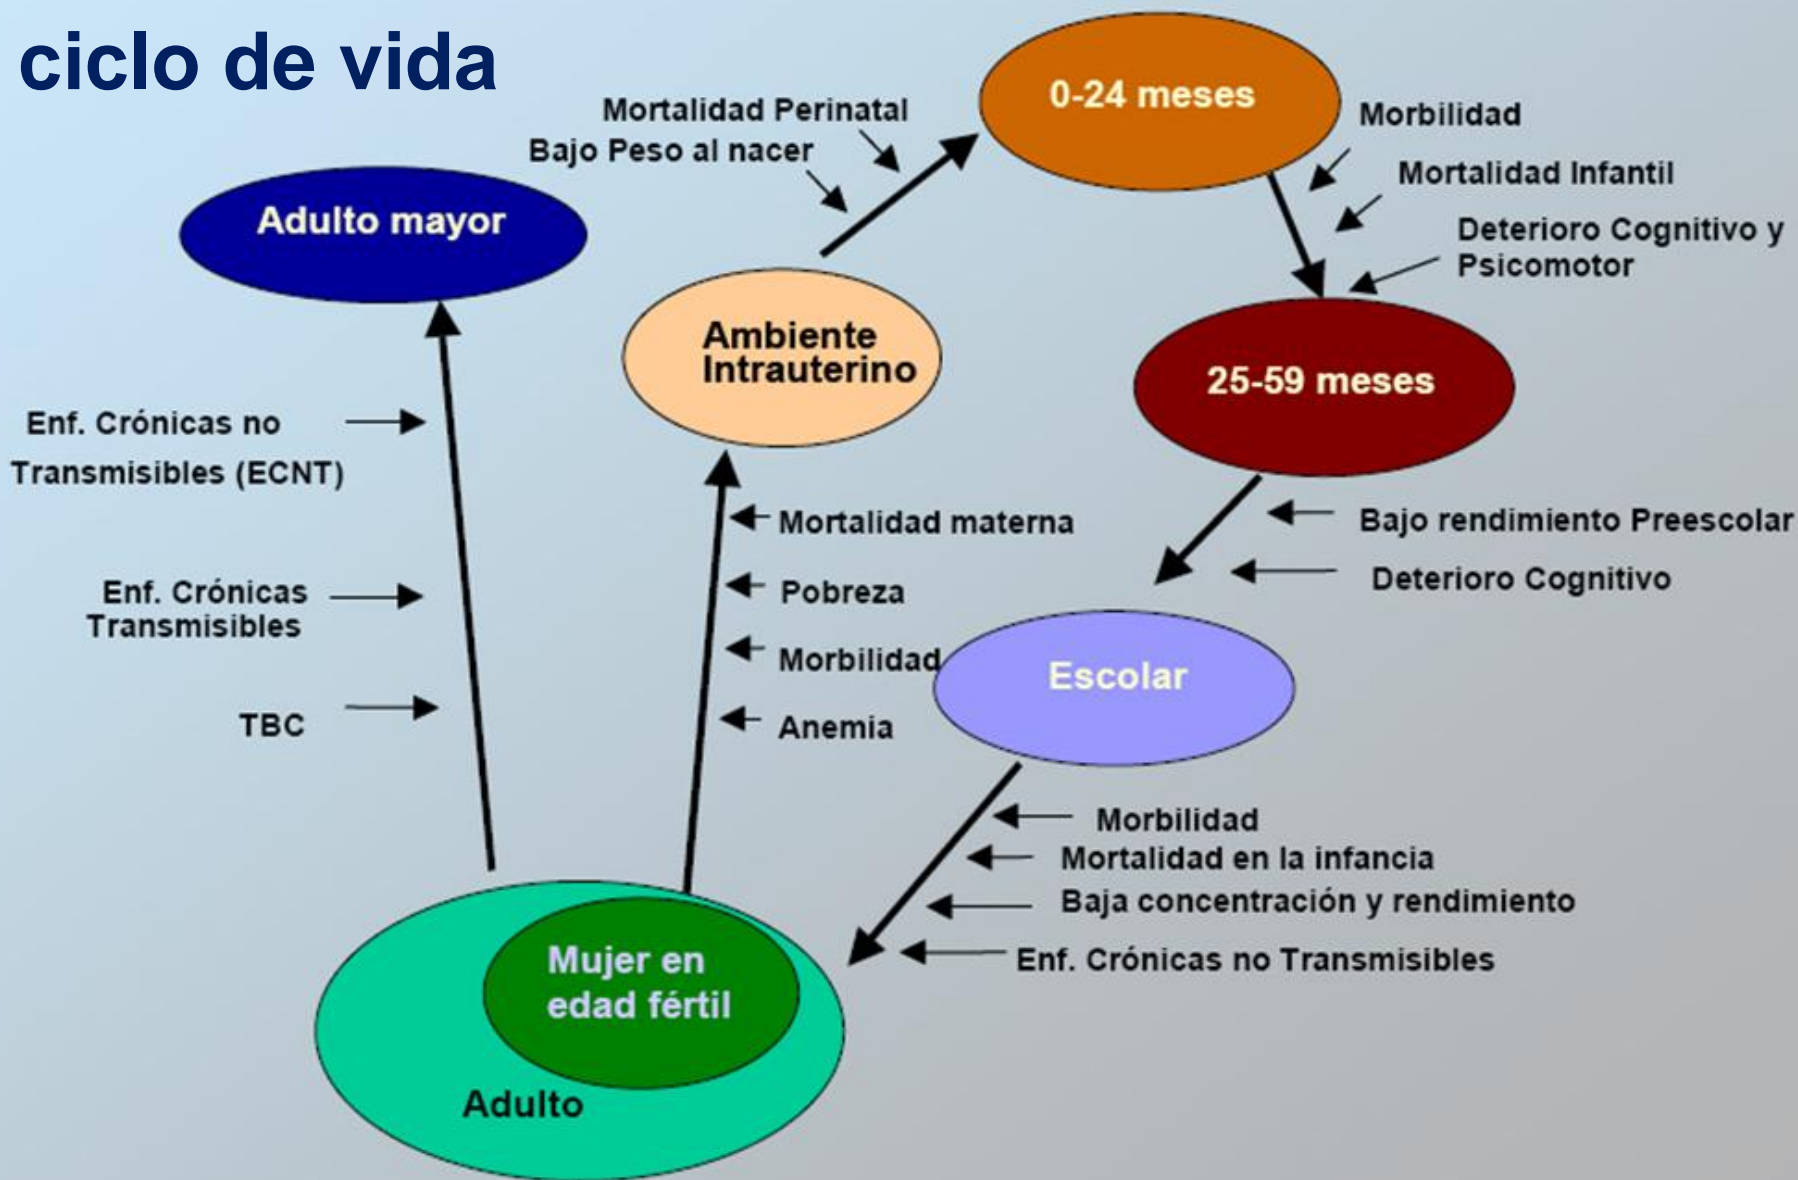 ciclo de vida
0-24 meses
Mortalidad Perinatal
Bajo Peso al nacer
Morbilidad
Mortalidad Infantil
Deterioro Cognitivo y
Psicomotor
Adulto mayor
Ambiente
Intrauterino
25-59 meses
Enf. Crónicas no
Transmisibles (ECNT)
Mortalidad materna
Bajo rendimiento Preescolar
Deterioro Cognitivo
Enf. Crónicas
Transmisibles
Pobreza
Morbilidad
Escolar
TBC
Anemia
Morbilidad
Mortalidad en la infancia
Baja concentración y rendimiento
Enf. Crónicas no Transmisibles
Mujer en
edad fértil
Adulto